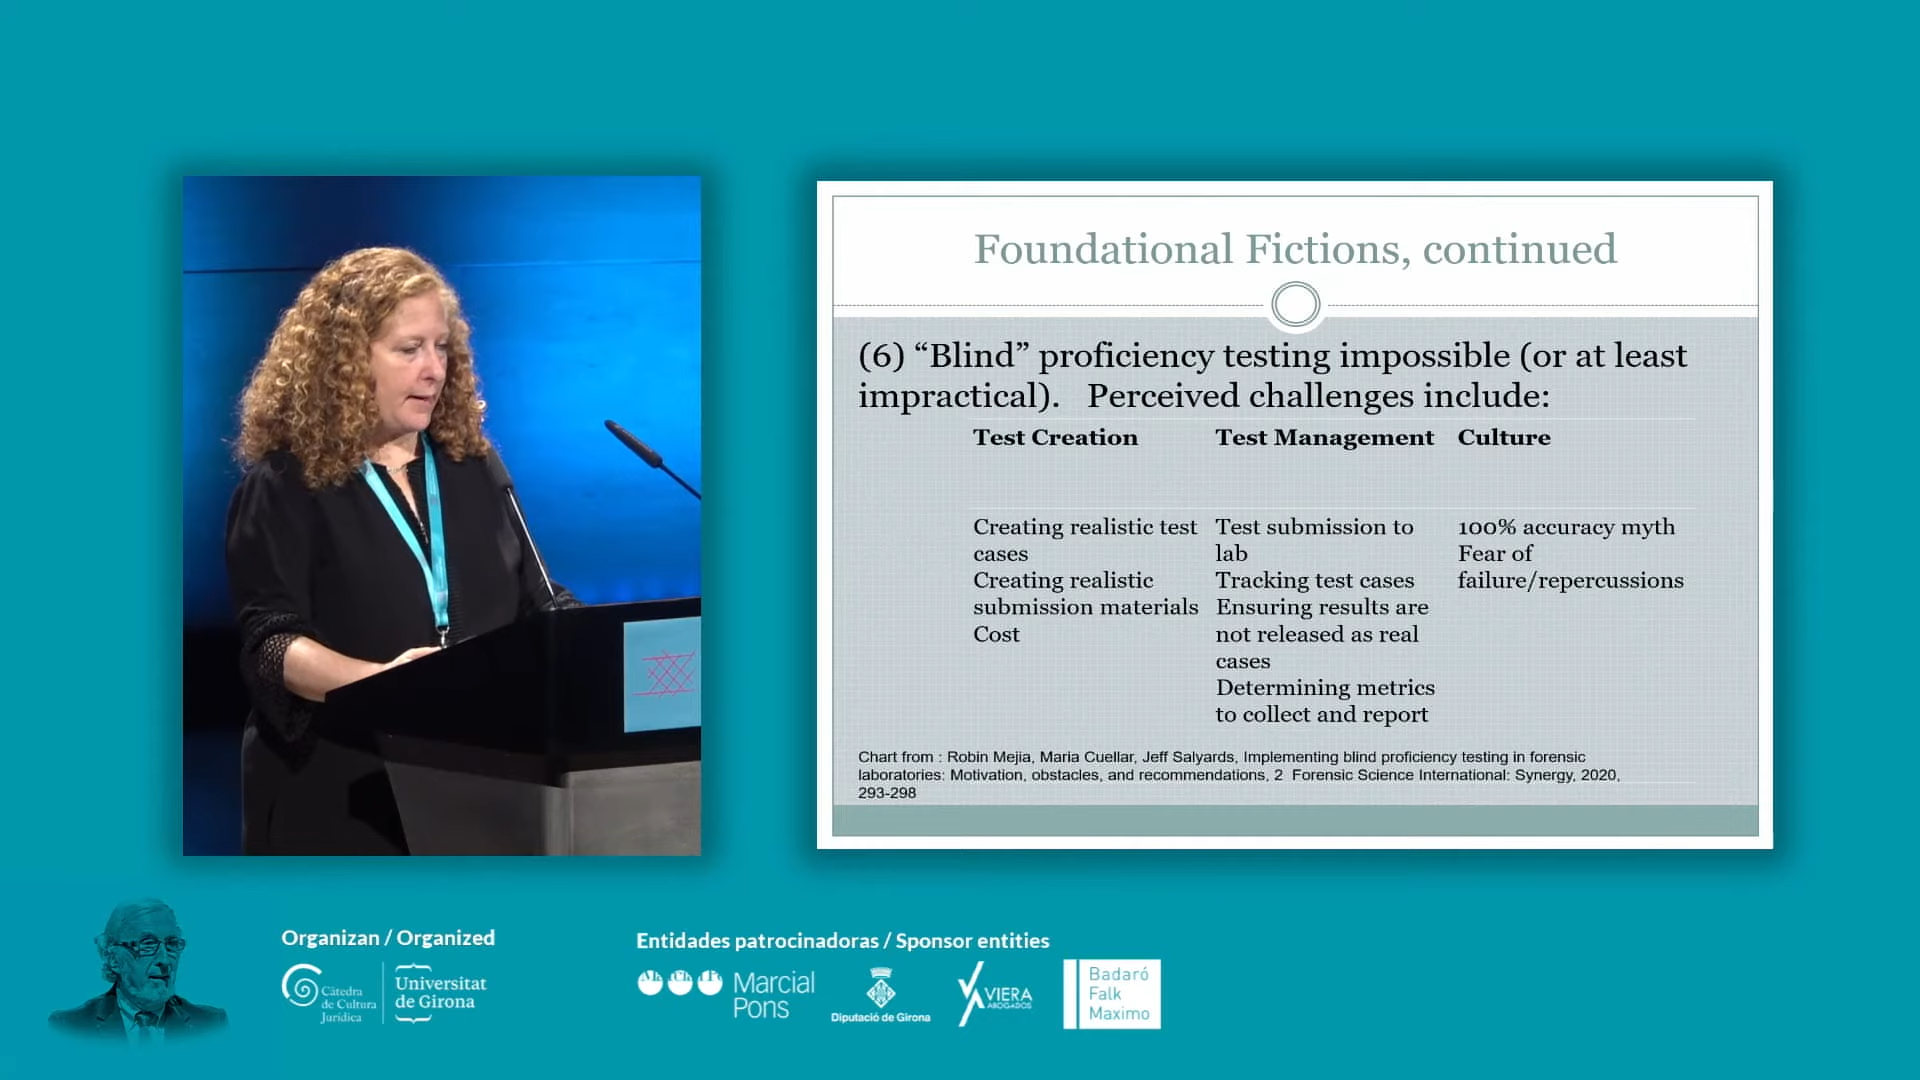 Foundational Fictions, continued
(6) “Blind” proficiency testing impossible (or at least
impractical).   Perceived challenges include:
Test Creation
Test Management
Culture
Creating realistic test
cases
Creating realistic
submission materials
Cost
Test submission to
lab
Tracking test cases
Ensuring results are
not released as real
cases
Determining metrics
to collect and report
100% accuracy myth
Fear of
failure/repercussions
Chart from : Robin Mejia, Maria Cuellar, Jeff Salyards, Implementing blind proficiency testing in forensic
laboratories: Motivation, obstacles, and recommendations, 2  Forensic Science International: Synergy, 2020,
293-298
Organizan / Organized
Càtedra
de Cultura
Jurídica
Universitat
de Girona
Entidades patrocinadoras / Sponsor entities
Marcial
Pons
Diputació de Girona
VIERA
ABOGADOS
Badaró
Falk
Maximo